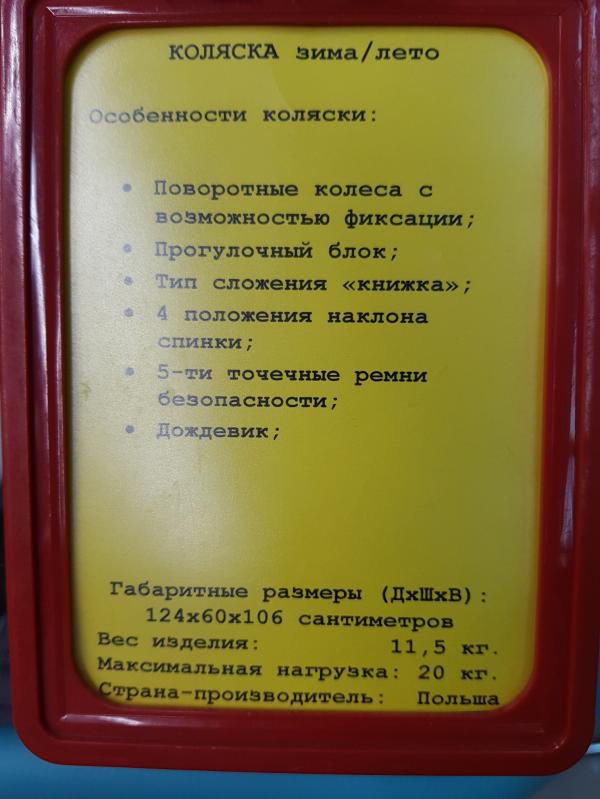 КОЛЯСКА зима/лето
Особенности коляски:
• Поворотные колеса с
возможностью фиксации;
• Прогулочный блок;
• Тип сложения «книжка»;
• 4 положения наклона
спинки;
• 5-ти точечные ремни
безопасности;
• Дождевик;
Габаритные размеры (ДхШхВ):
124х60х106 сантиметров
Вес изделия: 11,5 кг.
Максимальная нагрузка: 20 кг.
Страна-производитель: Польша